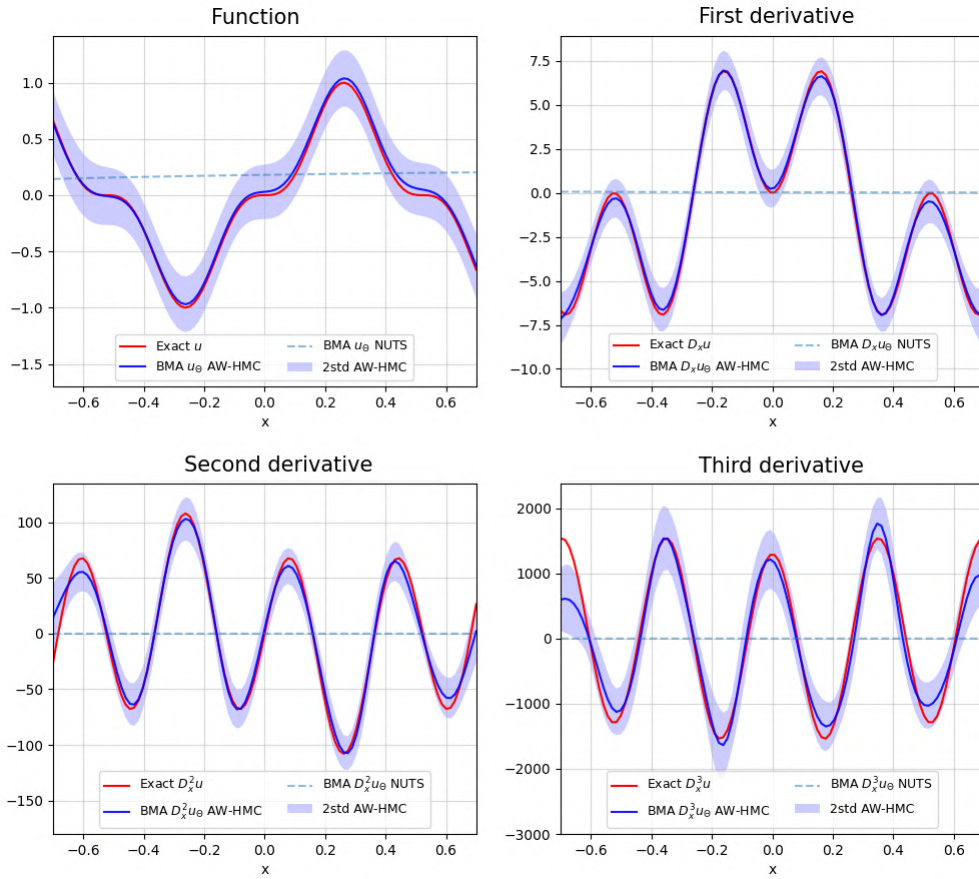 Function
1.0
0.5
0.0
−0.5
−1.0
−1.5
−0.6 −0.4 −0.2 0.0 0.2 0.4 0.6
x
Exact u
BMA u_Θ AW-HMC
BMA u_Θ NUTS
2std AW-HMC
First derivative
7.5
5.0
2.5
0.0
−2.5
−5.0
−7.5
−10.0
−0.6 −0.4 −0.2 0.0 0.2 0.4 0.6
x
Exact D_x u
BMA D_x u_Θ AW-HMC
BMA D_x u_Θ NUTS
2std AW-HMC
Second derivative
100
50
0
−50
−100
−150
−0.6 −0.4 −0.2 0.0 0.2 0.4 0.6
x
Exact D_x^2 u
BMA D_x^2 u_Θ AW-HMC
BMA D_x^2 u_Θ NUTS
2std AW-HMC
Third derivative
2000
1000
0
−1000
−2000
−3000
−0.6 −0.4 −0.2 0.0 0.2 0.4 0.6
x
Exact D_x^3 u
BMA D_x^3 u_Θ AW-HMC
BMA D_x^3 u_Θ NUTS
2std AW-HMC